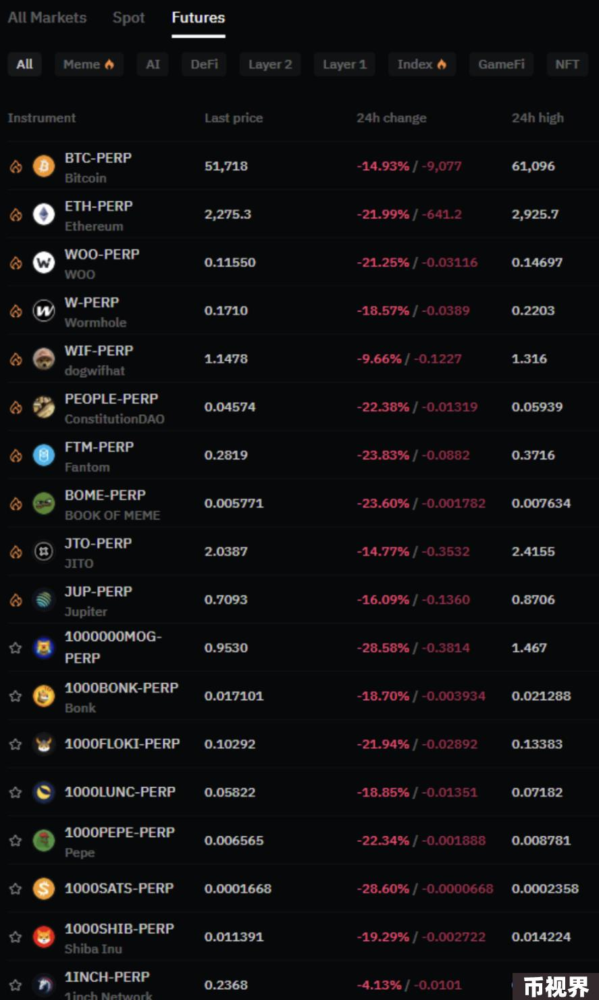 All Markets Spot Futures
All Meme AI DeFi Layer 2 Layer 1 Index GameFi NFT
Instrument Last price 24h change 24h high
BTC-PERP
Bitcoin
51,718 -14.93% / -9,077 61,096
ETH-PERP
Ethereum
2,275.3 -21.99% / -641.2 2,925.7
WOO-PERP
WOO
0.11550 -21.25% / -0.03116 0.14697
W-PERP
Wormhole
0.1710 -18.57% / -0.0389 0.2203
WIF-PERP
dogwifhat
1.1478 -9.66% / -0.1227 1.316
PEOPLE-PERP
ConstitutionDAO
0.04574 -22.38% / -0.01319 0.05939
FTM-PERP
Fantom
0.2819 -23.83% / -0.0882 0.3716
BOME-PERP
BOOK OF MEME
0.005771 -23.60% / -0.001782 0.007634
JTO-PERP
JITO
2.0387 -14.77% / -0.3532 2.4155
JUP-PERP
Jupiter
0.7093 -16.09% / -0.1360 0.8706
1000000MOG-
PERP
0.9530 -28.58% / -0.3814 1.467
1000BONK-PERP
Bonk
0.017101 -18.70% / -0.003934 0.021288
1000FLOKI-PERP 0.10292 -21.94% / -0.02892 0.13383
1000LUNC-PERP 0.05822 -18.85% / -0.01351 0.07182
1000PEPE-PERP
Pepe
0.006565 -22.34% / -0.001888 0.008781
1000SATS-PERP 0.0001668 -28.60% / -0.0000668 0.0002358
1000SHIB-PERP
Shiba Inu
0.011391 -19.29% / -0.002722 0.014224
1INCH-PERP
1inch Network
0.2368 -4.13% / -0.0101
币视界